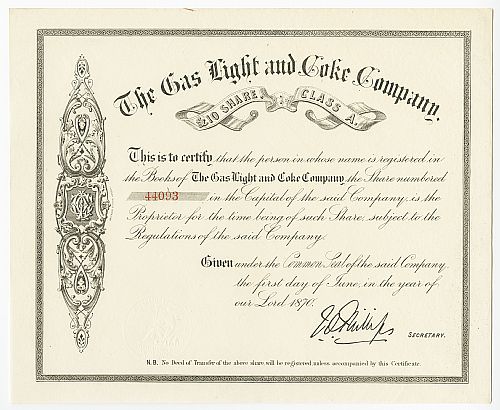 The Gas Light and Coke Company.
£10 SHARE CLASS A.
This is to certify that the person in whose name is registered in
the Books of The Gas Light and Coke Company the Share numbered
44093 in the Capital of the said Company, is the
Proprietor for the time being of such Share, subject to the
Regulations of the said Company.
Given under the Common Seal of the said Company,
the first day of June, in the year of
our Lord 1870.
Phillips
SECRETARY.
N.B. No Deed of Transfer of the above share will be registered unless accompanied by this Certificate.